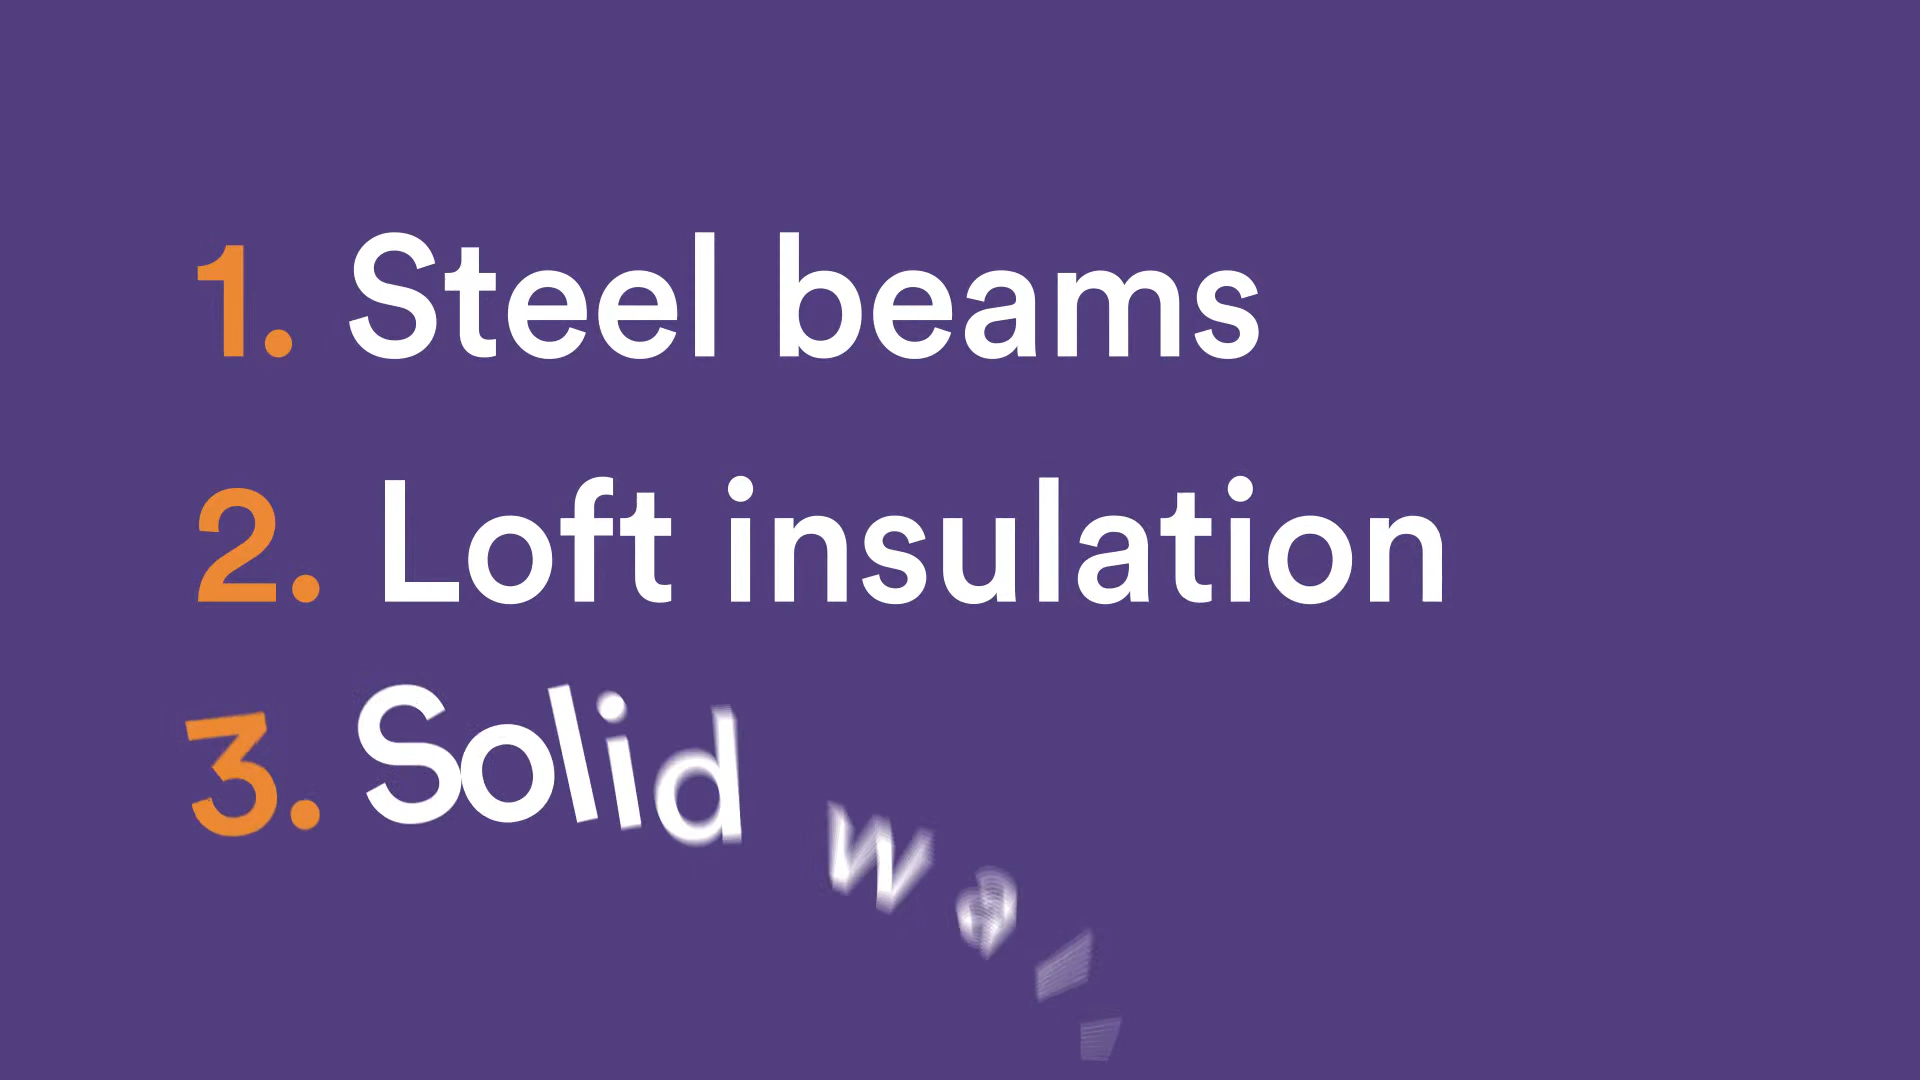 1. Steel beams
2. Loft insulation
3. Solid